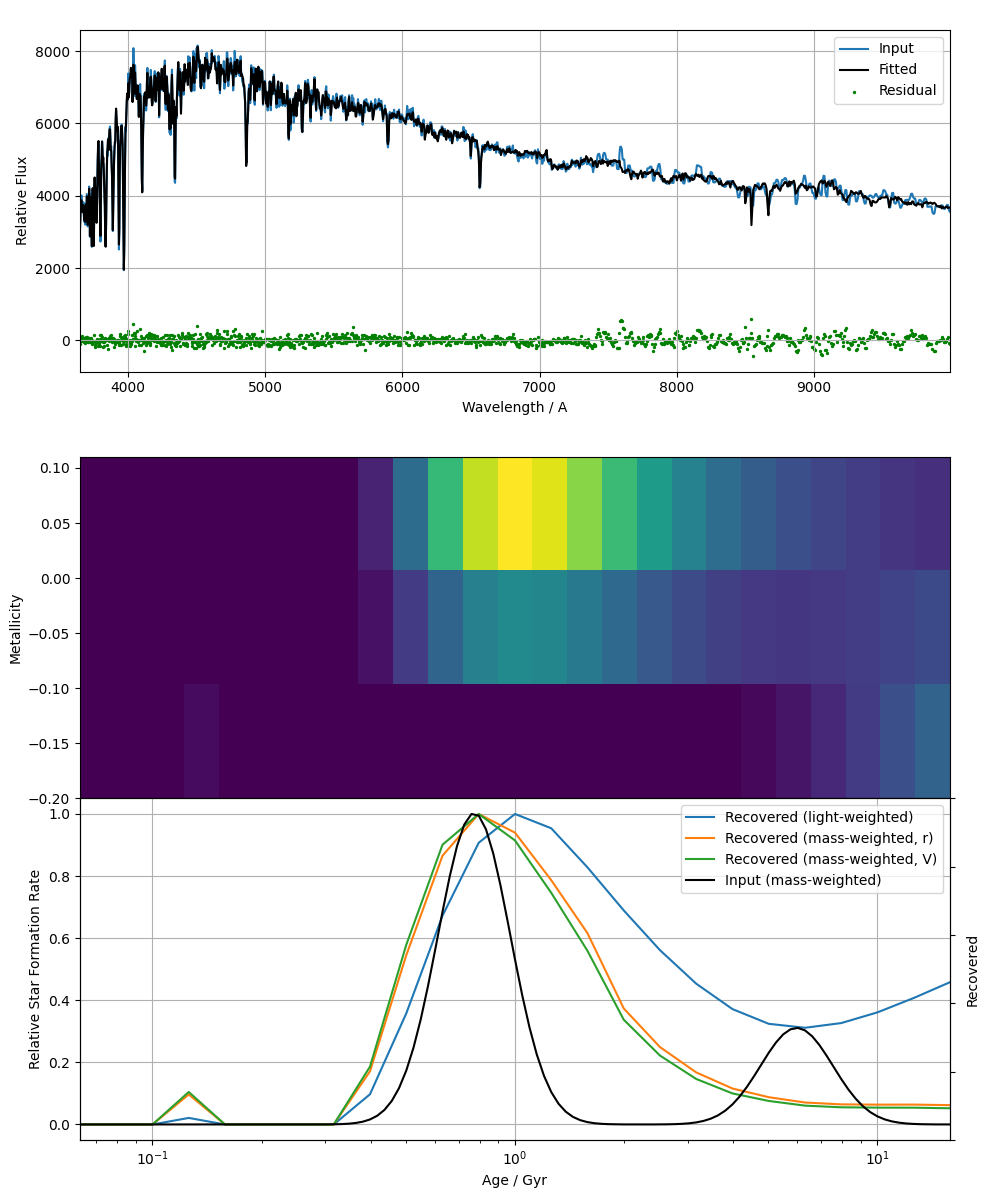 8000
6000
4000
2000
0
Relative Flux
Input
Fitted
Residual
4000 5000 6000 7000 8000 9000
Wavelength / A
0.10
0.05
0.00
−0.05
−0.10
−0.15
−0.20
Metallicity
1.0
0.8
0.6
0.4
0.2
0.0
Relative Star Formation Rate
Recovered (light-weighted)
Recovered (mass-weighted, r)
Recovered (mass-weighted, V)
Input (mass-weighted)
Recovered
10⁻¹ 10⁰ 10¹
Age / Gyr